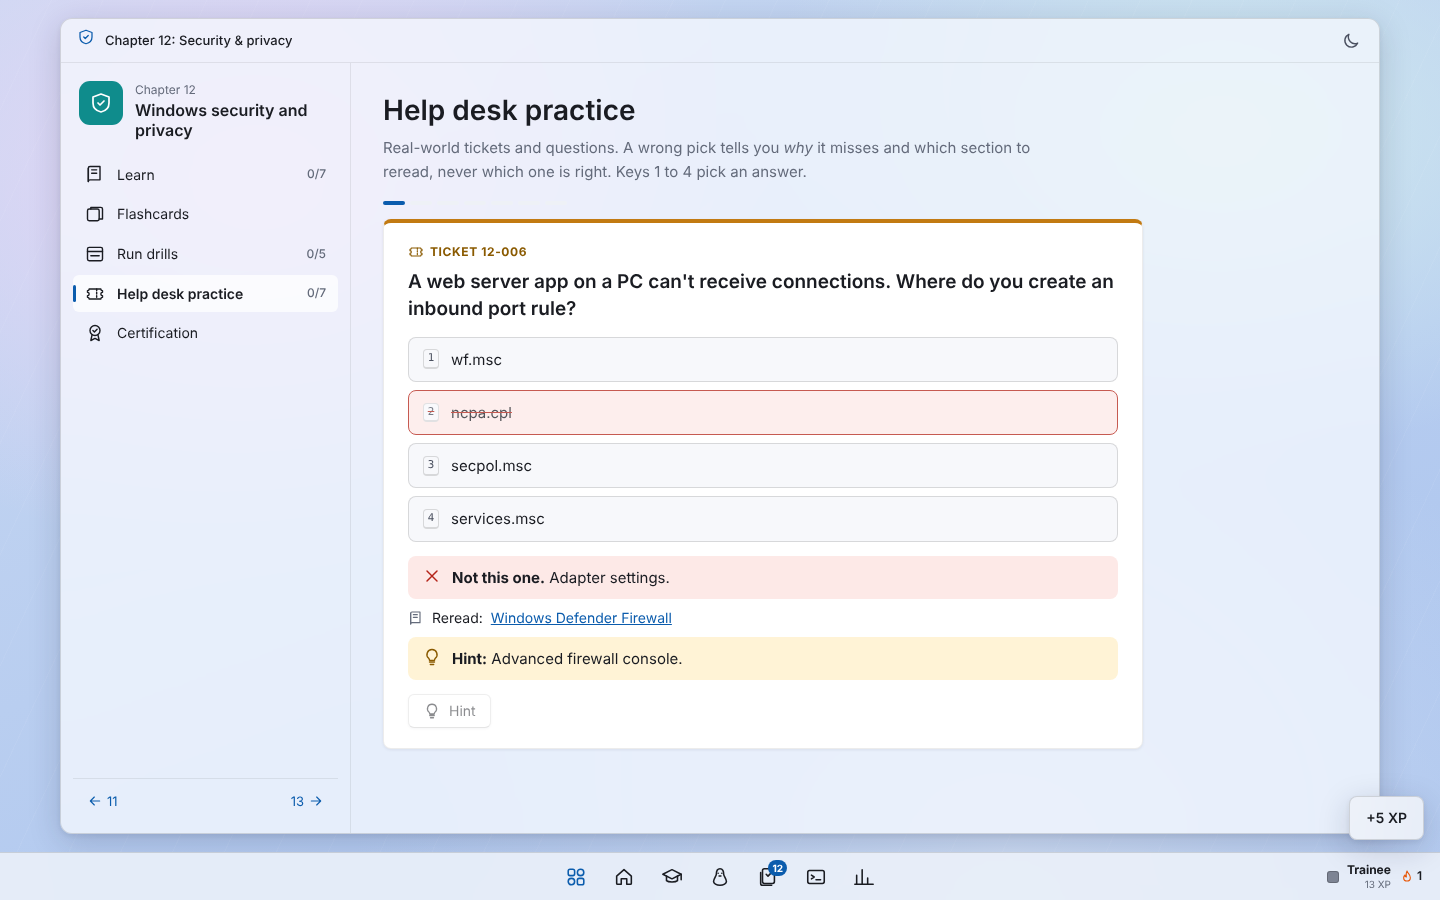 Chapter 12: Security & privacy
Chapter 12
Windows security and
privacy
Learn 0/7
Flashcards
Run drills 0/5
Help desk practice 0/7
Certification
← 11
13 →
Help desk practice
Real-world tickets and questions. A wrong pick tells you why it misses and which section to
reread, never which one is right. Keys 1 to 4 pick an answer.
TICKET 12-006
A web server app on a PC can't receive connections. Where do you create an
inbound port rule?
1 wf.msc
2 ncpa.cpl
3 secpol.msc
4 services.msc
Not this one. Adapter settings.
Reread: Windows Defender Firewall
Hint: Advanced firewall console.
Hint
+5 XP
12
Trainee
13 XP
1